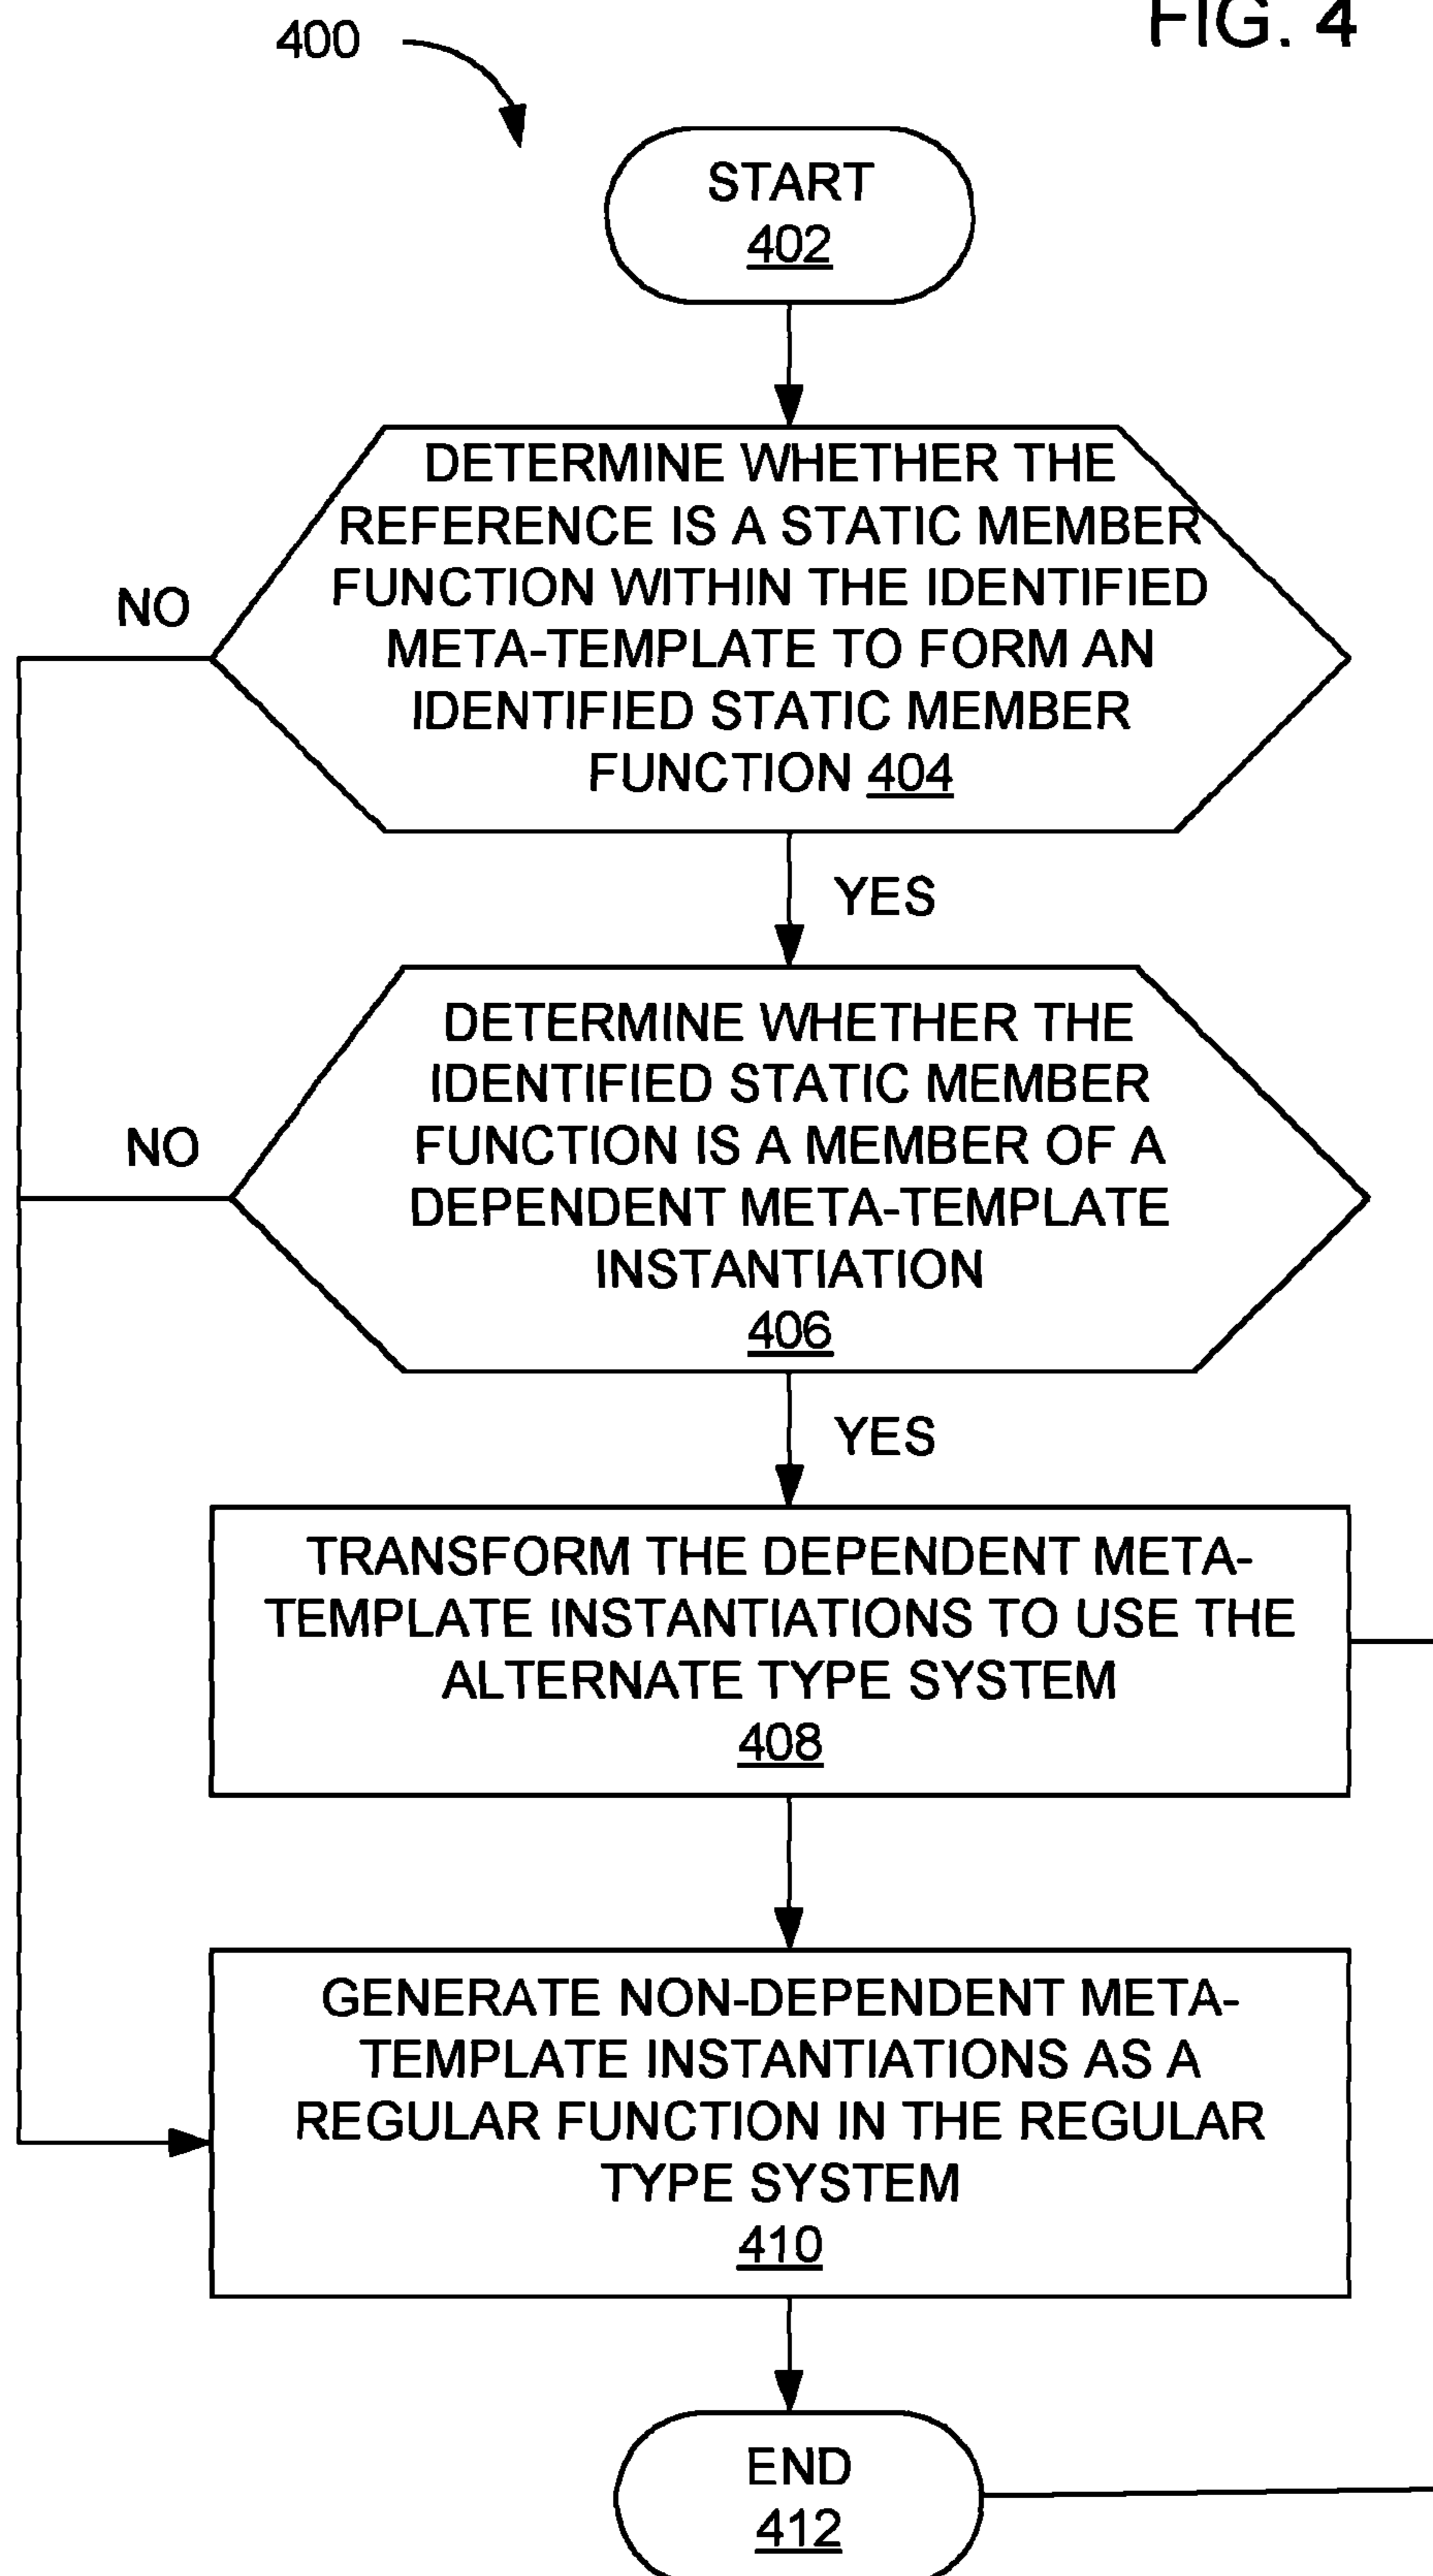 FIG. 4
400
START
402
DETERMINE WHETHER THE
REFERENCE IS A STATIC MEMBER
FUNCTION WITHIN THE IDENTIFIED
META-TEMPLATE TO FORM AN
IDENTIFIED STATIC MEMBER
FUNCTION 404
NO
YES
DETERMINE WHETHER THE
IDENTIFIED STATIC MEMBER
FUNCTION IS A MEMBER OF A
DEPENDENT META-TEMPLATE
INSTANTIATION
406
NO
YES
TRANSFORM THE DEPENDENT META-
TEMPLATE INSTANTIATIONS TO USE THE
ALTERNATE TYPE SYSTEM
408
GENERATE NON-DEPENDENT META-
TEMPLATE INSTANTIATIONS AS A
REGULAR FUNCTION IN THE REGULAR
TYPE SYSTEM
410
END
412